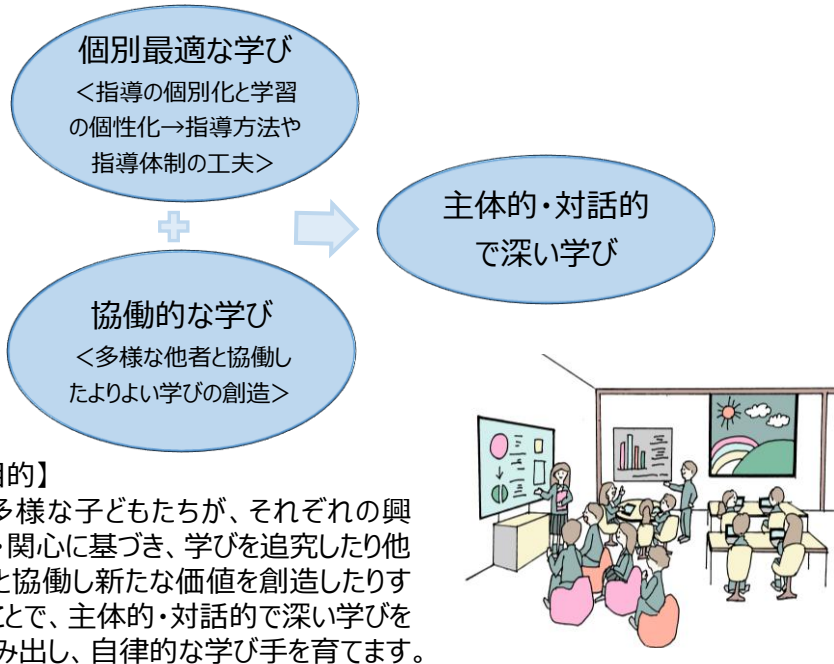 個別最適な学び
＜指導の個別化と学習
の個性化→指導方法や
指導体制の工夫＞
主体的・対話的
で深い学び
協働的な学び
＜多様な他者と協働し
たよりよい学びの創造＞
的】
多様な子どもたちが、それぞれの興
・関心に基づき、学びを追究したり他
と協働し新たな価値を創造したりす
とで、主体的・対話的で深い学びを
み出し、自律的な学び手を育てます。